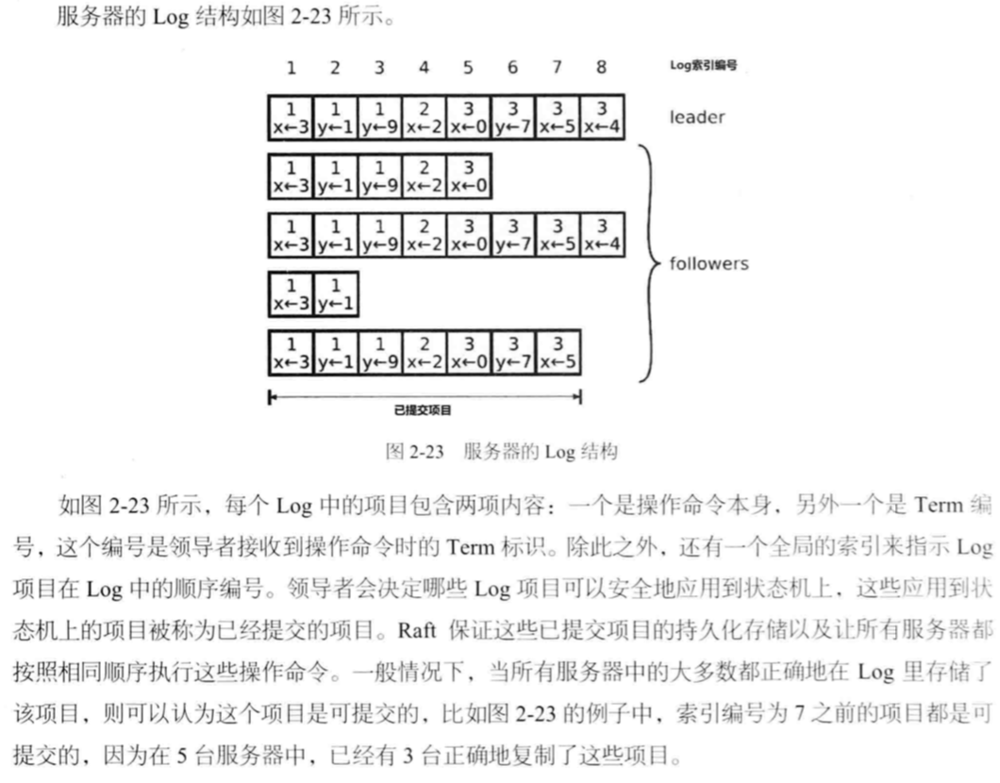 服务器的 Log 结构如图 2-23 所示。
1 2 3 4 5 6 7 8 Log索引编号
1 1 1 2 3 3 3 3
x←3 y←1 y←9 x←2 x←0 y←7 x←5 x←4
leader
1 1 1 2 3
x←3 y←1 y←9 x←2 x←0
1 1 1 2 3 3 3 3
x←3 y←1 y←9 x←2 x←0 y←7 x←5 x←4
followers
1 1
x←3 y←1
1 1 1 2 3 3 3
x←3 y←1 y←9 x←2 x←0 y←7 x←5
已提交项目
图 2-23 服务器的 Log 结构
如图 2-23 所示，每个 Log 中的项目包含两项内容：一个是操作命令本身，另外一个是 Term 编
号，这个编号是领导者接收到操作命令时的 Term 标识。除此之外，还有一个全局的索引来指示 Log
项目在 Log 中的顺序编号。领导者会决定哪些 Log 项目可以安全地应用到状态机上，这些应用到状
态机上的项目被称为已经提交的项目。Raft 保证这些已提交项目的持久化存储以及让所有服务器都
按照相同顺序执行这些操作命令。一般情况下，当所有服务器中的大多数都正确地在 Log 里存储了
该项目，则可以认为这个项目是可提交的，比如图 2-23 的例子中，索引编号为 7 之前的项目都是可
提交的，因为在 5 台服务器中，已经有 3 台正确地复制了这些项目。